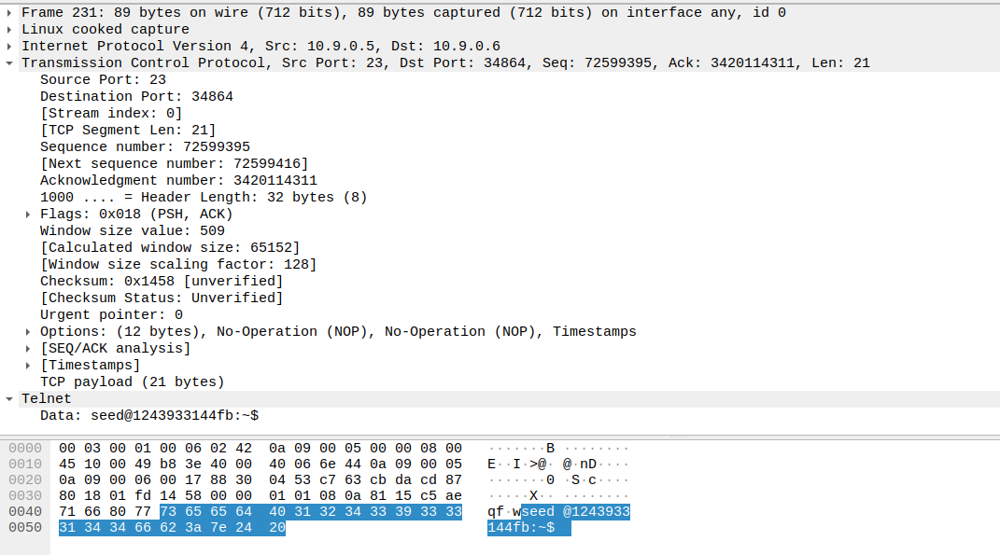 Frame 231: 89 bytes on wire (712 bits), 89 bytes captured (712 bits) on interface any, id 0
Linux cooked capture
Internet Protocol Version 4, Src: 10.9.0.5, Dst: 10.9.0.6
Transmission Control Protocol, Src Port: 23, Dst Port: 34864, Seq: 72599395, Ack: 3420114311, Len: 21
Source Port: 23
Destination Port: 34864
[Stream index: 0]
[TCP Segment Len: 21]
Sequence number: 72599395
[Next sequence number: 72599416]
Acknowledgment number: 3420114311
1000 .... = Header Length: 32 bytes (8)
Flags: 0x018 (PSH, ACK)
Window size value: 509
[Calculated window size: 65152]
[Window size scaling factor: 128]
Checksum: 0x1458 [unverified]
[Checksum Status: Unverified]
Urgent pointer: 0
Options: (12 bytes), No-Operation (NOP), No-Operation (NOP), Timestamps
[SEQ/ACK analysis]
[Timestamps]
TCP payload (21 bytes)
Telnet
Data: seed@1243933144fb:~$
0000 00 03 00 01 00 06 02 42 0a 09 00 05 00 00 08 00 ·······B ········
0010 45 10 00 49 b8 3e 40 00 40 06 6e 44 0a 09 00 05 E··I·>@· @·nD····
0020 0a 09 00 06 00 17 88 30 04 53 c7 63 cb da cd 87 ·······0 ·S·c····
0030 80 18 01 fd 14 58 00 00 01 01 08 0a 81 15 c5 ae ·····X·· ········
0040 71 66 80 77 73 65 65 64 40 31 32 34 33 39 33 33 qf·wseed @1243933
0050 31 34 34 66 62 3a 7e 24 20 144fb:~$